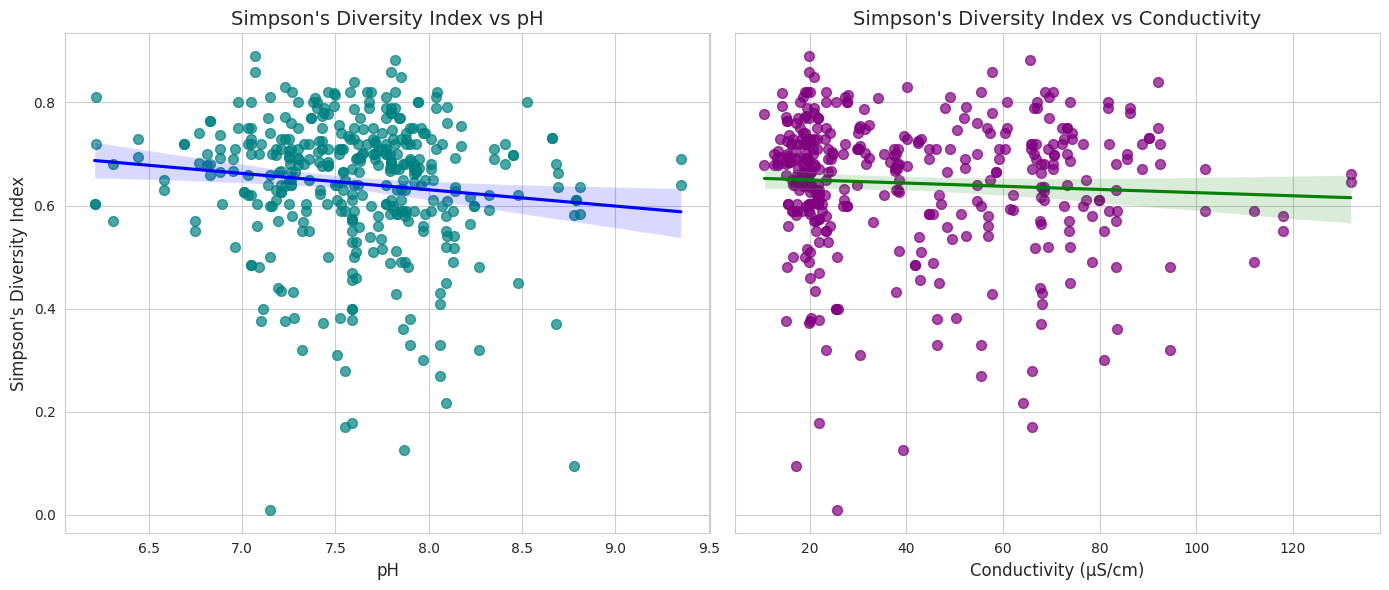 Simpson's Diversity Index vs pH
Simpson's Diversity Index vs Conductivity
Simpson's Diversity Index
0.8
0.6
0.4
0.2
0.0
6.5 7.0 7.5 8.0 8.5 9.0 9.5
20 40 60 80 100 120
pH
Conductivity (µS/cm)